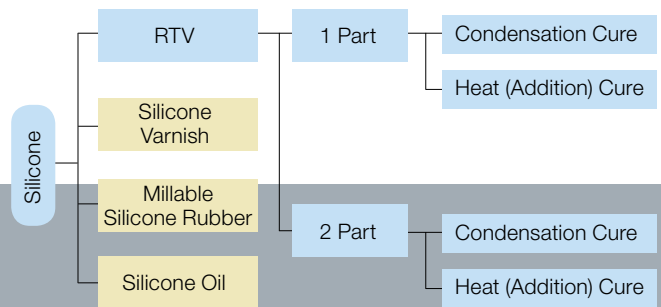 Silicone
RTV
Silicone
Varnish
Millable
Silicone Rubber
Silicone Oil
1 Part
Condensation Cure
Heat (Addition) Cure
2 Part
Condensation Cure
Heat (Addition) Cure